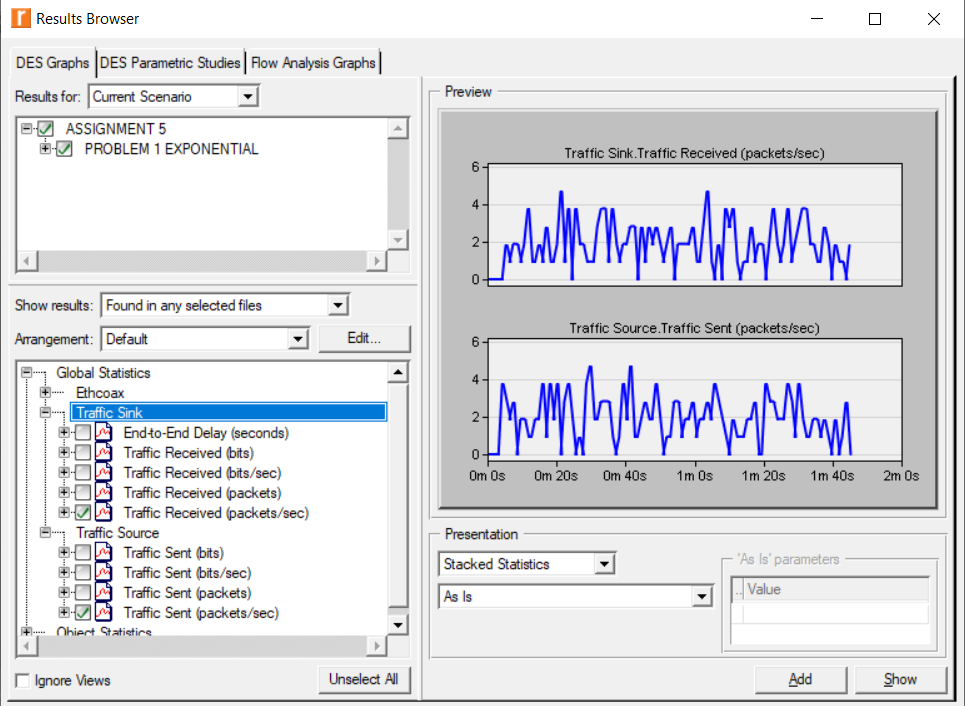 Results Browser
DES Graphs DES Parametric Studies Flow Analysis Graphs
Results for: Current Scenario
ASSIGNMENT 5
PROBLEM 1 EXPONENTIAL
Show results: Found in any selected files
Arrangement: Default Edit...
Global Statistics
Ethcoax
Traffic Sink
End-to-End Delay (seconds)
Traffic Received (bits)
Traffic Received (bits/sec)
Traffic Received (packets)
Traffic Received (packets/sec)
Traffic Source
Traffic Sent (bits)
Traffic Sent (bits/sec)
Traffic Sent (packets)
Traffic Sent (packets/sec)
Object Statistics
Ignore Views Unselect All
Preview
Traffic Sink.Traffic Received (packets/sec)
6
4
2
0
Traffic Source.Traffic Sent (packets/sec)
6
4
2
0
0m 0s 0m 20s 0m 40s 1m 0s 1m 20s 1m 40s 2m 0s
Presentation
Stacked Statistics
As Is
'As Is' parameters
.. Value
Add Show